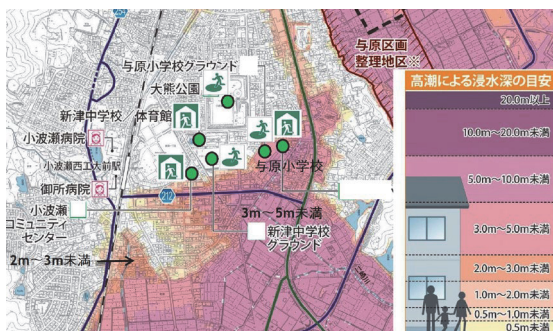 254
与原区画
整理地区※
与原小学校グラウンド
大熊公園
新津中学校
体育館
小波瀬病院
小波瀬西工大前駅
与原小学校
御所病院
212
小波瀬
コミュニティ
センター
3m～5m未満
新津中学校
グラウンド
2m～3m未満
高潮による浸水深の目安
20.0m以上
10.0m～20.0m未満
5.0m～10.0m未満
3.0m～5.0m未満
2.0m～3.0m未満
1.0m～2.0m未満
0.5m～1.0m未満
0.5m未満